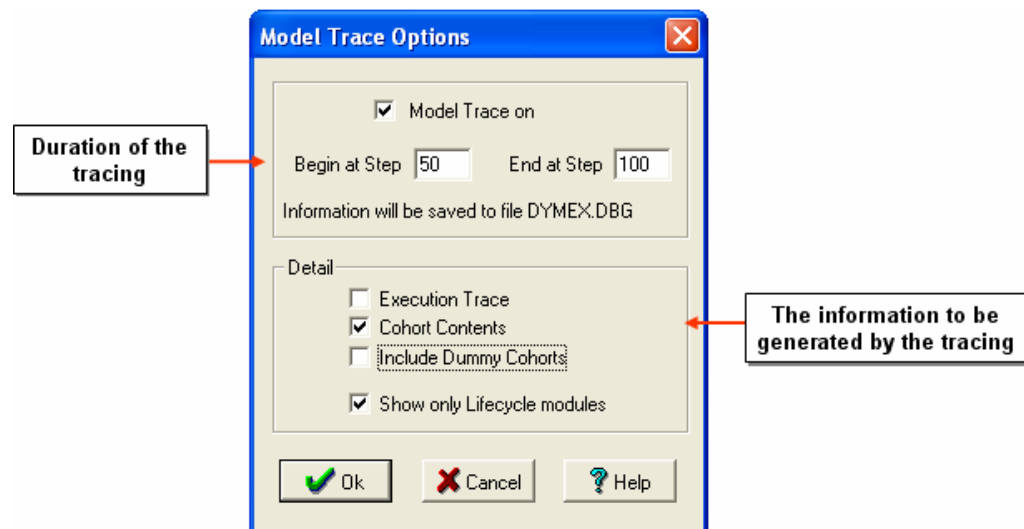 Model Trace Options
Model Trace on
Duration of the
tracing
Begin at Step 50 End at Step 100
Information will be saved to file DYMEX.DBG
Detail
Execution Trace
Cohort Contents
Include Dummy Cohorts
Show only Lifecycle modules
The information to be
generated by the tracing
Ok Cancel Help